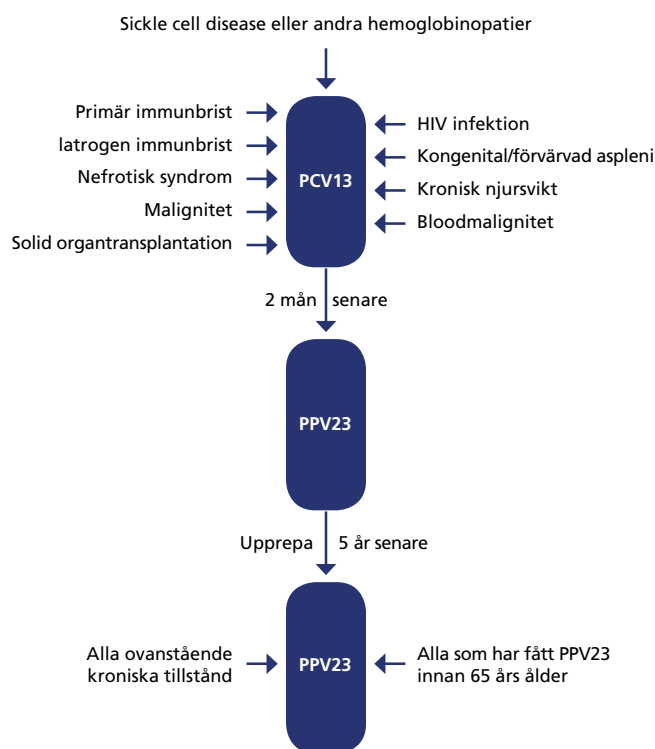 Sickle cell disease eller andra hemoglobinopatier
Primär immunbrist
Iatrogen immunbrist
Nefrotisk syndrom
Malignitet
Solid organtransplantation
PCV13
HIV infektion
Kongenital/förvärvad aspleni
Kronisk njursvikt
Bloodmalignitet
2 mån senare
PPV23
Upprepa 5 år senare
Alla ovanstående
kroniska tillstånd
PPV23
Alla som har fått PPV23
innan 65 års ålder